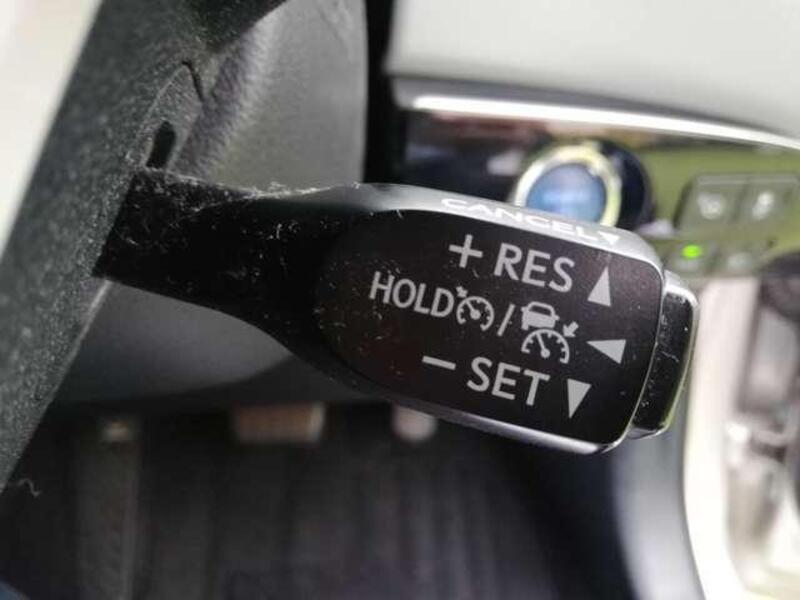 CANCEL
+ RES
HOLD /
– SET